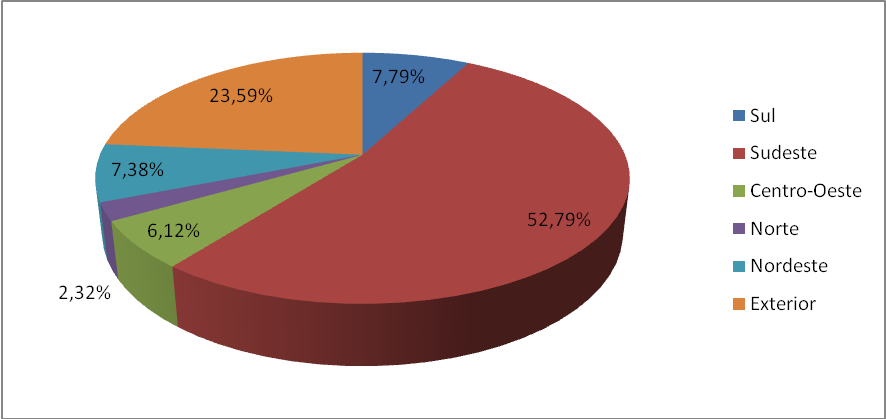 7,79%
23,59%
7,38%
52,79%
6,12%
2,32%
Sul
Sudeste
Centro-Oeste
Norte
Nordeste
Exterior